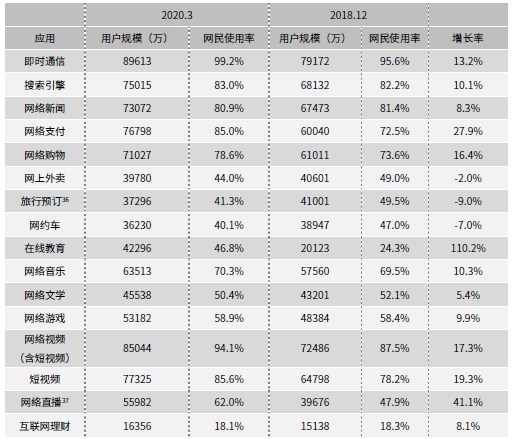 2020.3 2018.12
应用 用户规模（万） 网民使用率 用户规模（万） 网民使用率 增长率
即时通信 89613 99.2% 79172 95.6% 13.2%
搜索引擎 75015 83.0% 68132 82.2% 10.1%
网络新闻 73072 80.9% 67473 81.4% 8.3%
网络支付 76798 85.0% 60040 72.5% 27.9%
网络购物 71027 78.6% 61011 73.6% 16.4%
网上外卖 39780 44.0% 40601 49.0% -2.0%
旅行预订36 37296 41.3% 41001 49.5% -9.0%
网约车 36230 40.1% 38947 47.0% -7.0%
在线教育 42296 46.8% 20123 24.3% 110.2%
网络音乐 63513 70.3% 57560 69.5% 10.3%
网络文学 45538 50.4% 43201 52.1% 5.4%
网络游戏 53182 58.9% 48384 58.4% 9.9%
网络视频
（含短视频） 85044 94.1% 72486 87.5% 17.3%
短视频 77325 85.6% 64798 78.2% 19.3%
网络直播37 55982 62.0% 39676 47.9% 41.1%
互联网理财 16356 18.1% 15138 18.3% 8.1%